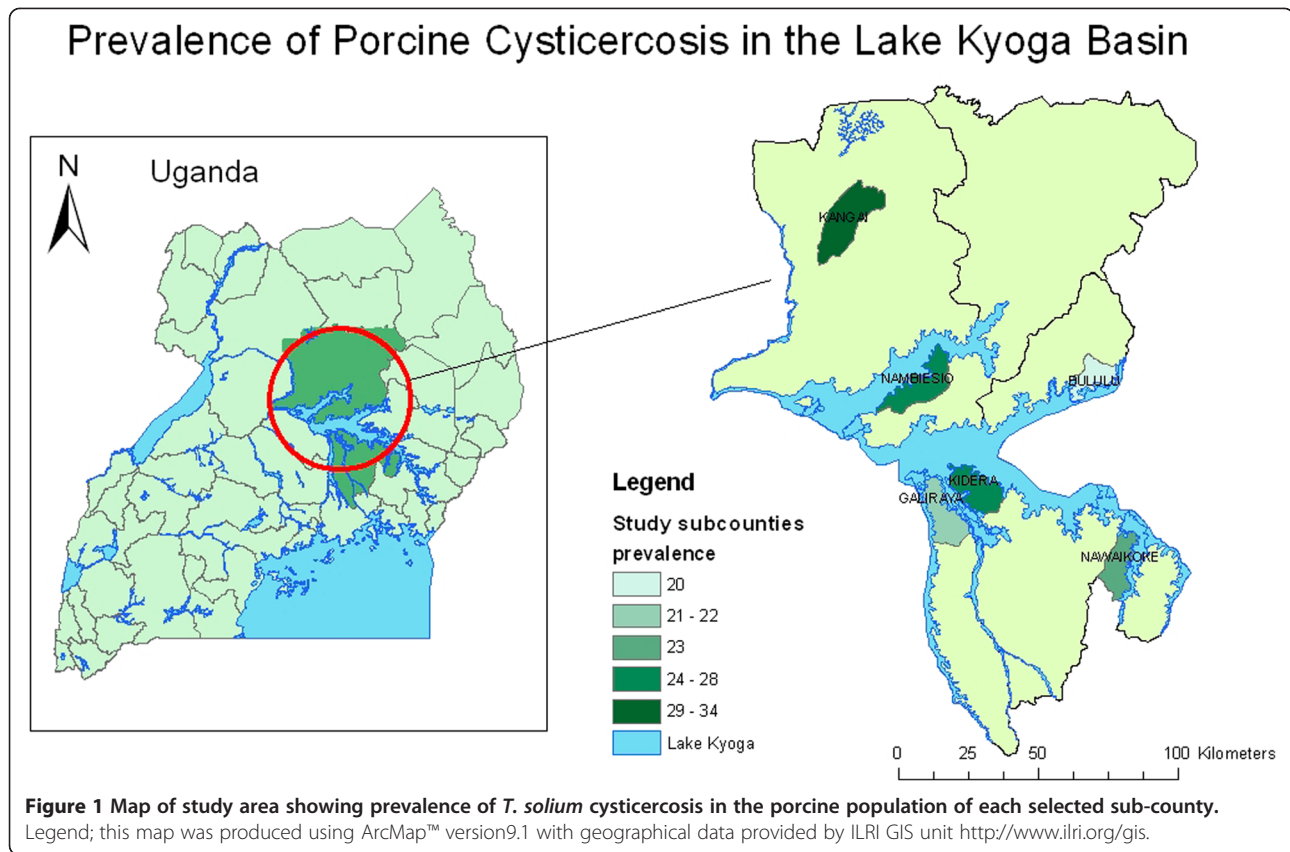 Prevalence of Porcine Cysticercosis in the Lake Kyoga Basin
N
Uganda
KANGAI
NAMBIESIO
BULULU
KIDERA
GALIRAYA
NAWAIKOKE
Legend
Study subcounties
prevalence
20
21 - 22
23
24 - 28
29 - 34
Lake Kyoga
0 25 50 100 Kilometers
Figure 1 Map of study area showing prevalence of T. solium cysticercosis in the porcine population of each selected sub-county.
Legend; this map was produced using ArcMap™ version9.1 with geographical data provided by ILRI GIS unit http://www.ilri.org/gis.